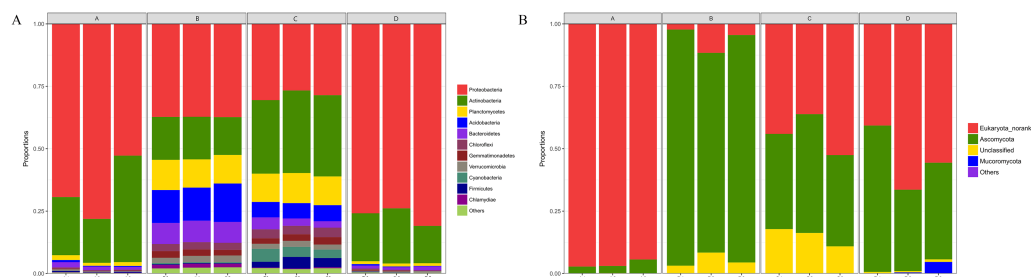 A
B
A
B
C
D
A
B
C
D
1.00
0.75
0.50
0.25
0.00
Proportions
Proteobacteria
Actinobacteria
Planctomycetes
Acidobacteria
Bacteroidetes
Chloroflexi
Gemmatimonadetes
Verrucomicrobia
Cyanobacteria
Firmicutes
Chlamydiae
Others
1.00
0.75
0.50
0.25
0.00
Proportions
Eukaryota_norank
Ascomycota
Unclassified
Mucoromycota
Others